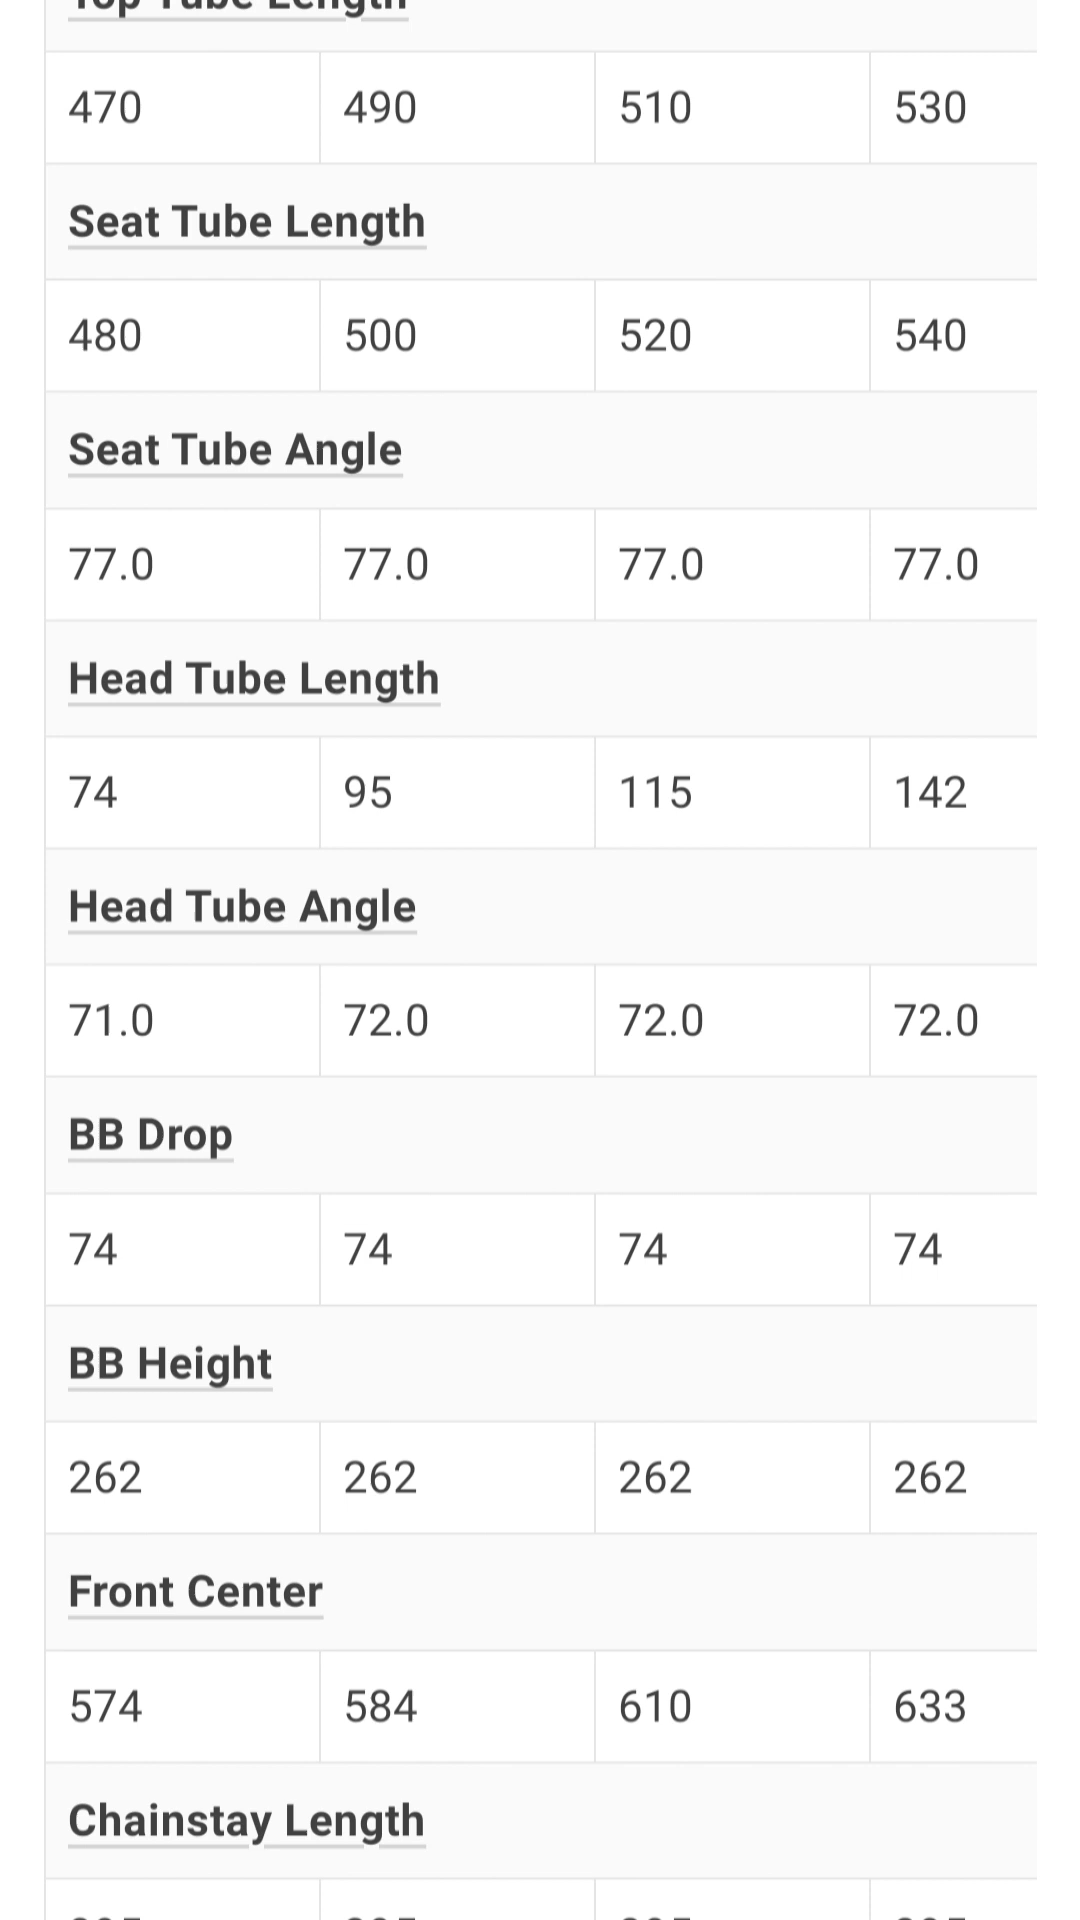 Top Tube Length
470 490 510 530
Seat Tube Length
480 500 520 540
Seat Tube Angle
77.0 77.0 77.0 77.0
Head Tube Length
74 95 115 142
Head Tube Angle
71.0 72.0 72.0 72.0
BB Drop
74 74 74 74
BB Height
262 262 262 262
Front Center
574 584 610 633
Chainstay Length